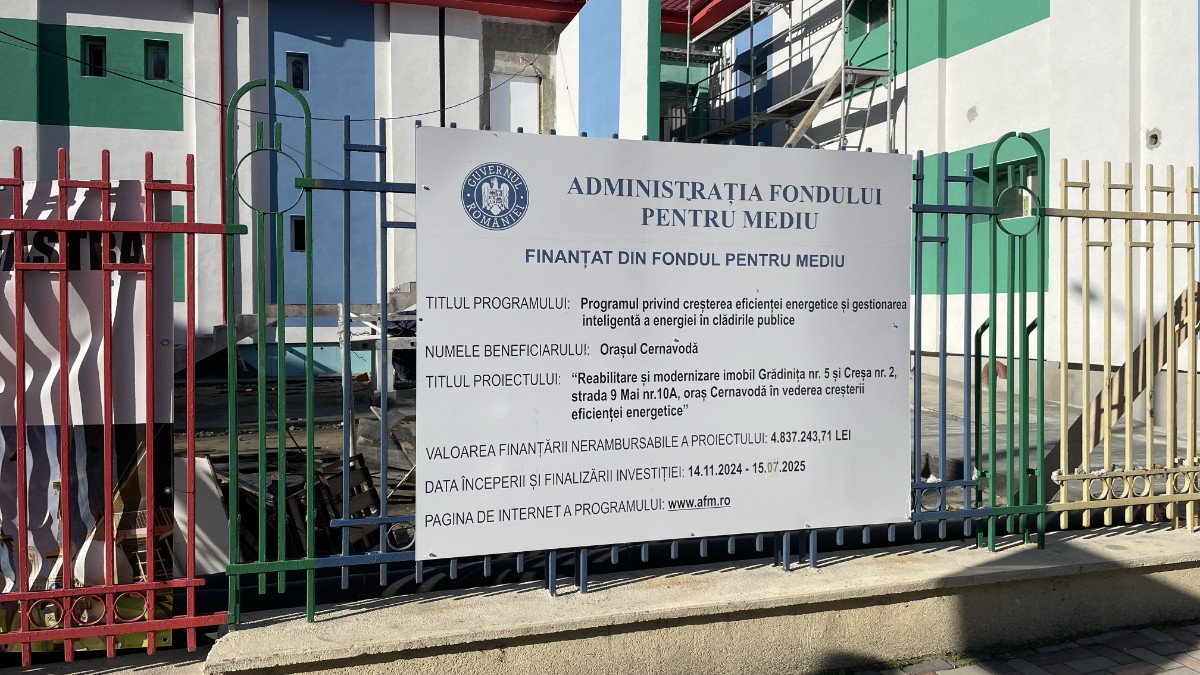 GUVERNUL ROMÂNIEI
ADMINISTRAȚIA FONDULUI
PENTRU MEDIU
FINANȚAT DIN FONDUL PENTRU MEDIU
TITLUL PROGRAMULUI: Programul privind creșterea eficienței energetice și gestionarea
inteligentă a energiei în clădirile publice
NUMELE BENEFICIARULUI: Orașul Cernavodă
TITLUL PROIECTULUI: “Reabilitare și modernizare imobil Grădinița nr. 5 și Creșa nr. 2,
strada 9 Mai nr.10A, oraș Cernavodă în vederea creșterii
eficienței energetice”
VALOAREA FINANȚĂRII NERAMBURSABILE A PROIECTULUI: 4.837.243,71 LEI
DATA ÎNCEPERII ȘI FINALIZĂRII INVESTIȚIEI: 14.11.2024 - 15.07.2025
PAGINA DE INTERNET A PROGRAMULUI: www.afm.ro